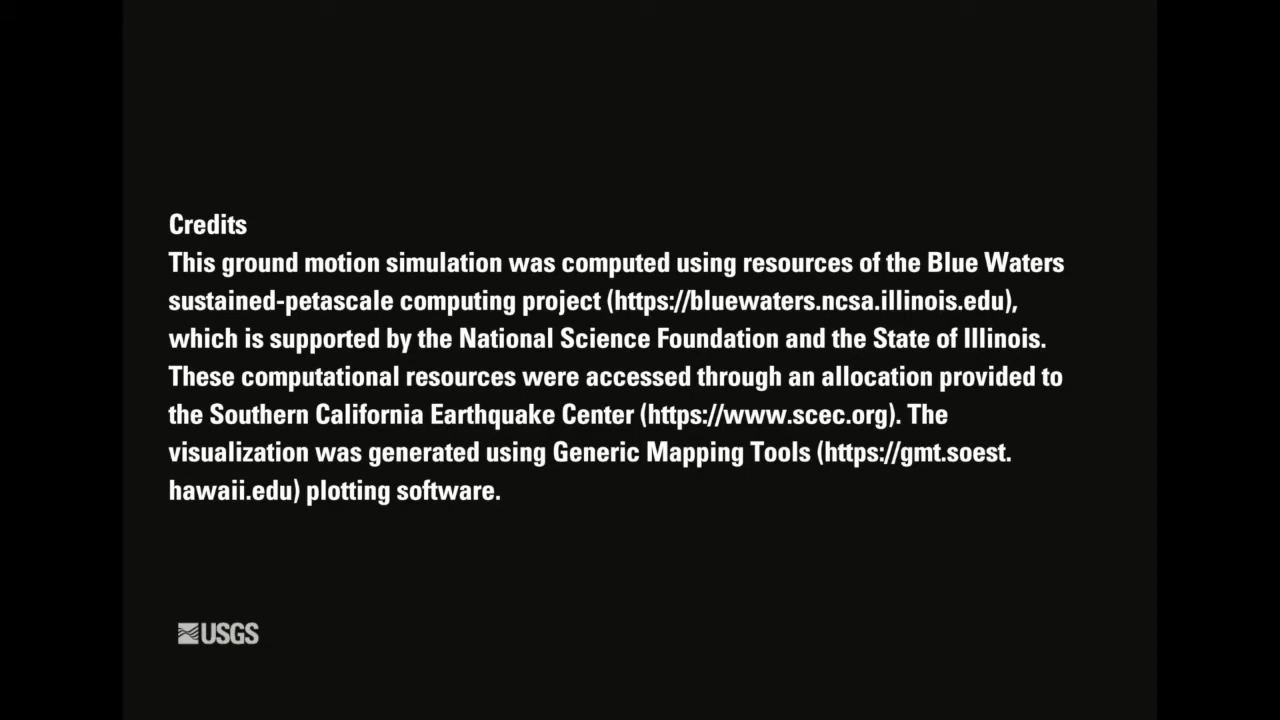 Credits
This ground motion simulation was computed using resources of the Blue Waters
sustained-petascale computing project (https://bluewaters.ncsa.illinois.edu),
which is supported by the National Science Foundation and the State of Illinois.
These computational resources were accessed through an allocation provided to
the Southern California Earthquake Center (https://www.scec.org). The
visualization was generated using Generic Mapping Tools (https://gmt.soest.
hawaii.edu) plotting software.
USGS